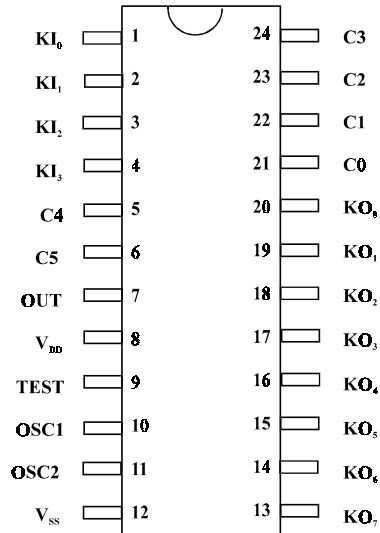 KI₀ 1 24 C3
KI₁ 2 23 C2
KI₂ 3 22 C1
KI₃ 4 21 C0
C4 5 20 KO₀
C5 6 19 KO₁
OUT 7 18 KO₂
V_DD 8 17 KO₃
TEST 9 16 KO₄
OSC1 10 15 KO₅
OSC2 11 14 KO₆
V_SS 12 13 KO₇